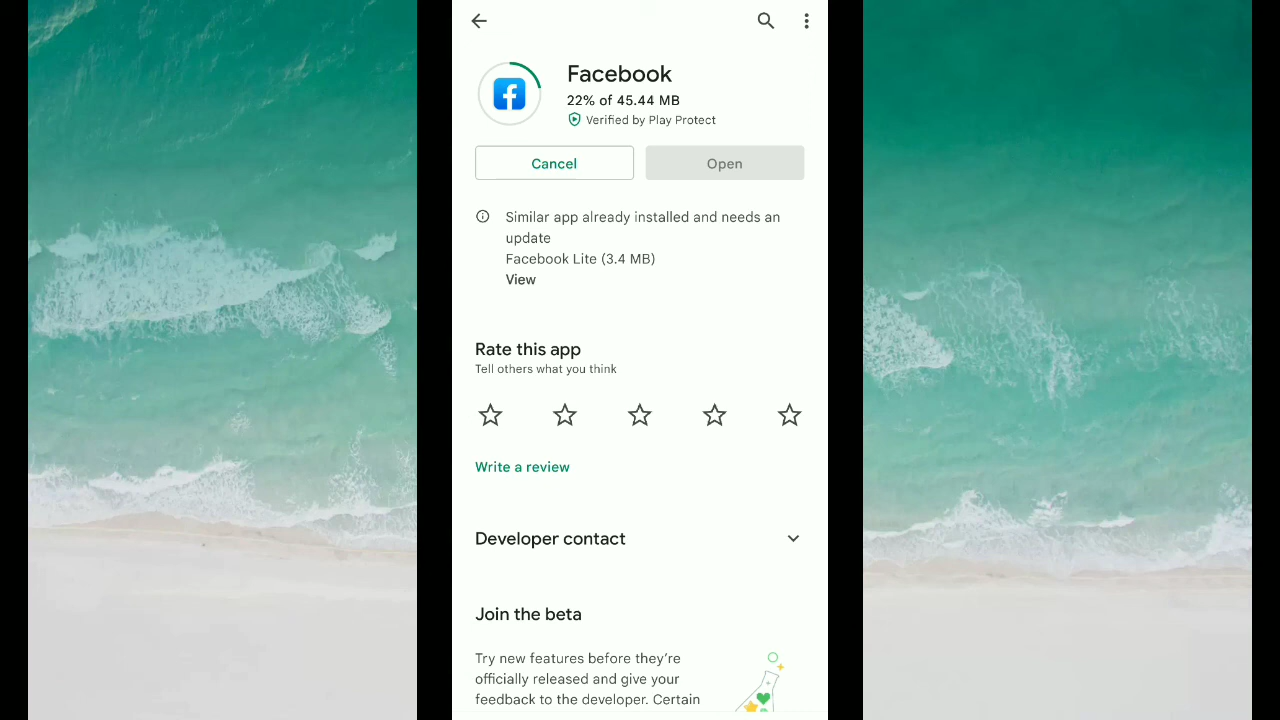 Facebook
22% of 45.44 MB
Verified by Play Protect
Cancel
Open
Similar app already installed and needs an
update
Facebook Lite (3.4 MB)
View
Rate this app
Tell others what you think
Write a review
Developer contact
Join the beta
Try new features before they’re
officially released and give your
feedback to the developer. Certain